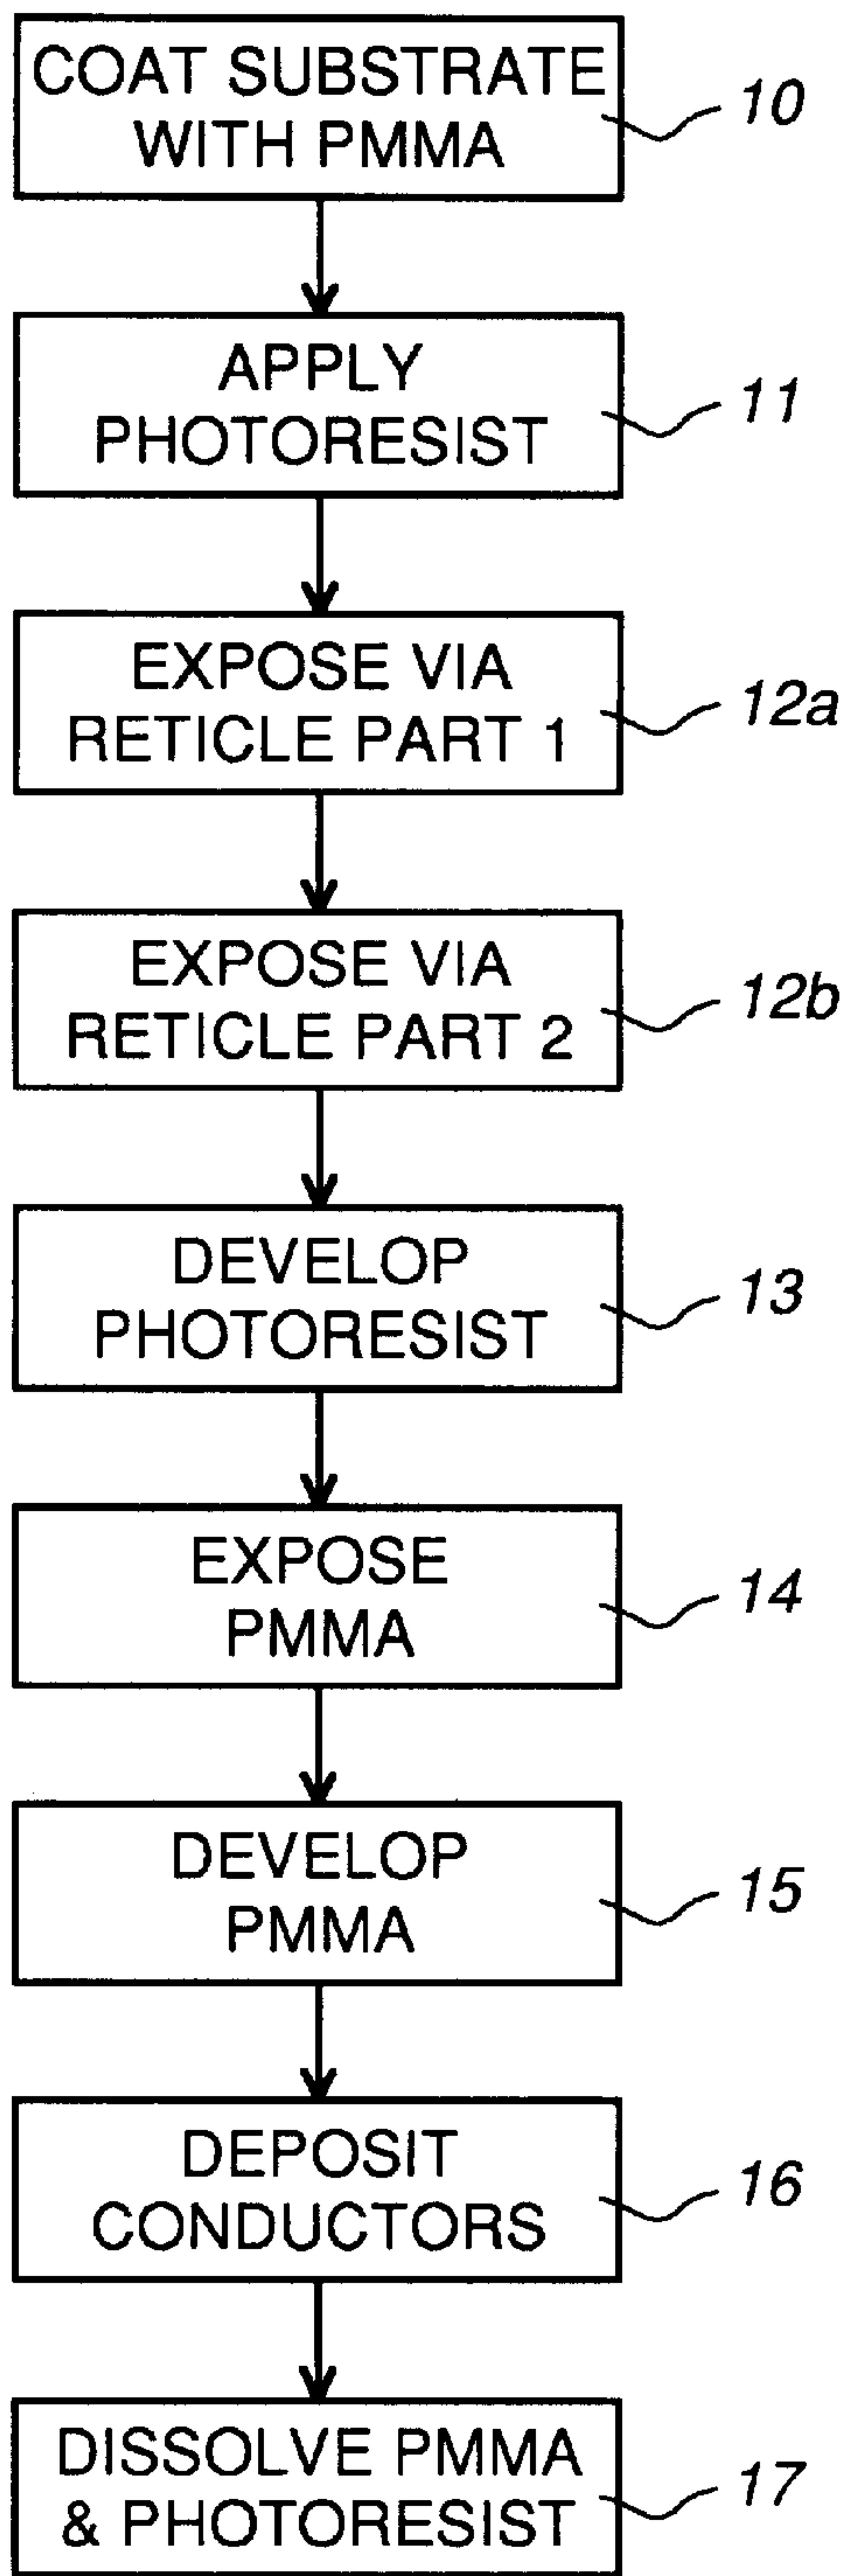 COAT SUBSTRATE
WITH PMMA
10
APPLY
PHOTORESIST
11
EXPOSE VIA
RETICLE PART 1
12a
EXPOSE VIA
RETICLE PART 2
12b
DEVELOP
PHOTORESIST
13
EXPOSE
PMMA
14
DEVELOP
PMMA
15
DEPOSIT
CONDUCTORS
16
DISSOLVE PMMA
& PHOTORESIST
17